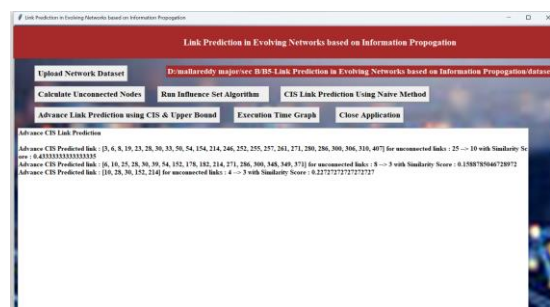 Link Prediction in Evolving Networks based on Information Propogation
Link Prediction in Evolving Networks based on Information Propogation
Upload Network Dataset
D:/mallareddy major/sec B/B5-Link Prediction in Evolving Networks based on Information Propogation/datase
Calculate Unconnected Nodes
Run Influence Set Algorithm
CIS Link Prediction Using Naive Method
Advance Link Prediction using CIS & Upper Bound
Execution Time Graph
Close Application
Advance CIS Link Prediction
Advance CIS Predicted link : [3, 6, 8, 19, 23, 28, 30, 33, 50, 54, 154, 214, 246, 252, 255, 257, 261, 271, 280, 286, 300, 306, 310, 407] for unconnected links : 25 --> 10 with Similarity Sc
ore : 0.43333333333333335
Advance CIS Predicted link : [6, 10, 25, 28, 30, 39, 54, 152, 178, 182, 214, 271, 286, 300, 348, 349, 371] for unconnected links : 8 --> 3 with Similarity Score : 0.1588785046728972
Advance CIS Predicted link : [10, 28, 30, 152, 214] for unconnected links : 4 --> 3 with Similarity Score : 0.22727272727272727